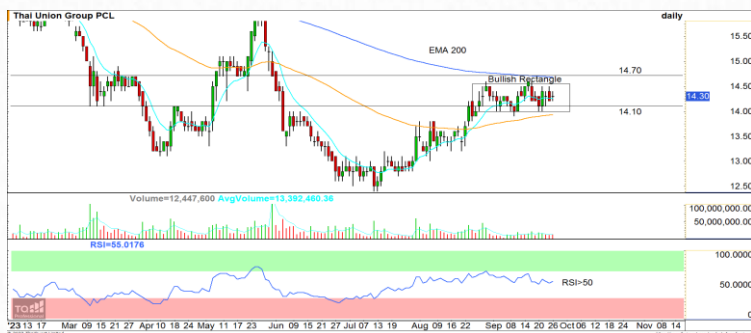 Thai Union Group PCL daily
15.50
EMA 200
15.00
14.70
Bullish Rectangle
14.50
14.30
14.10
14.00
13.50
13.00
12.50
Volume=12,447,600 AvgVolume=13,392,460.36
100,000,000.00
50,000,000.00
RSI=55.0176
100.0000
RSI>50
50.0000
0.0000
'23 13 17 Mar 09 15 21 27 Apr 10 18 24 May 11 17 23 Jun 09 15 21 27 Jul 07 13 19 Aug 09 16 22 Sep 08 14 20 26 Oct 06 12 18 24 Nov 08 14